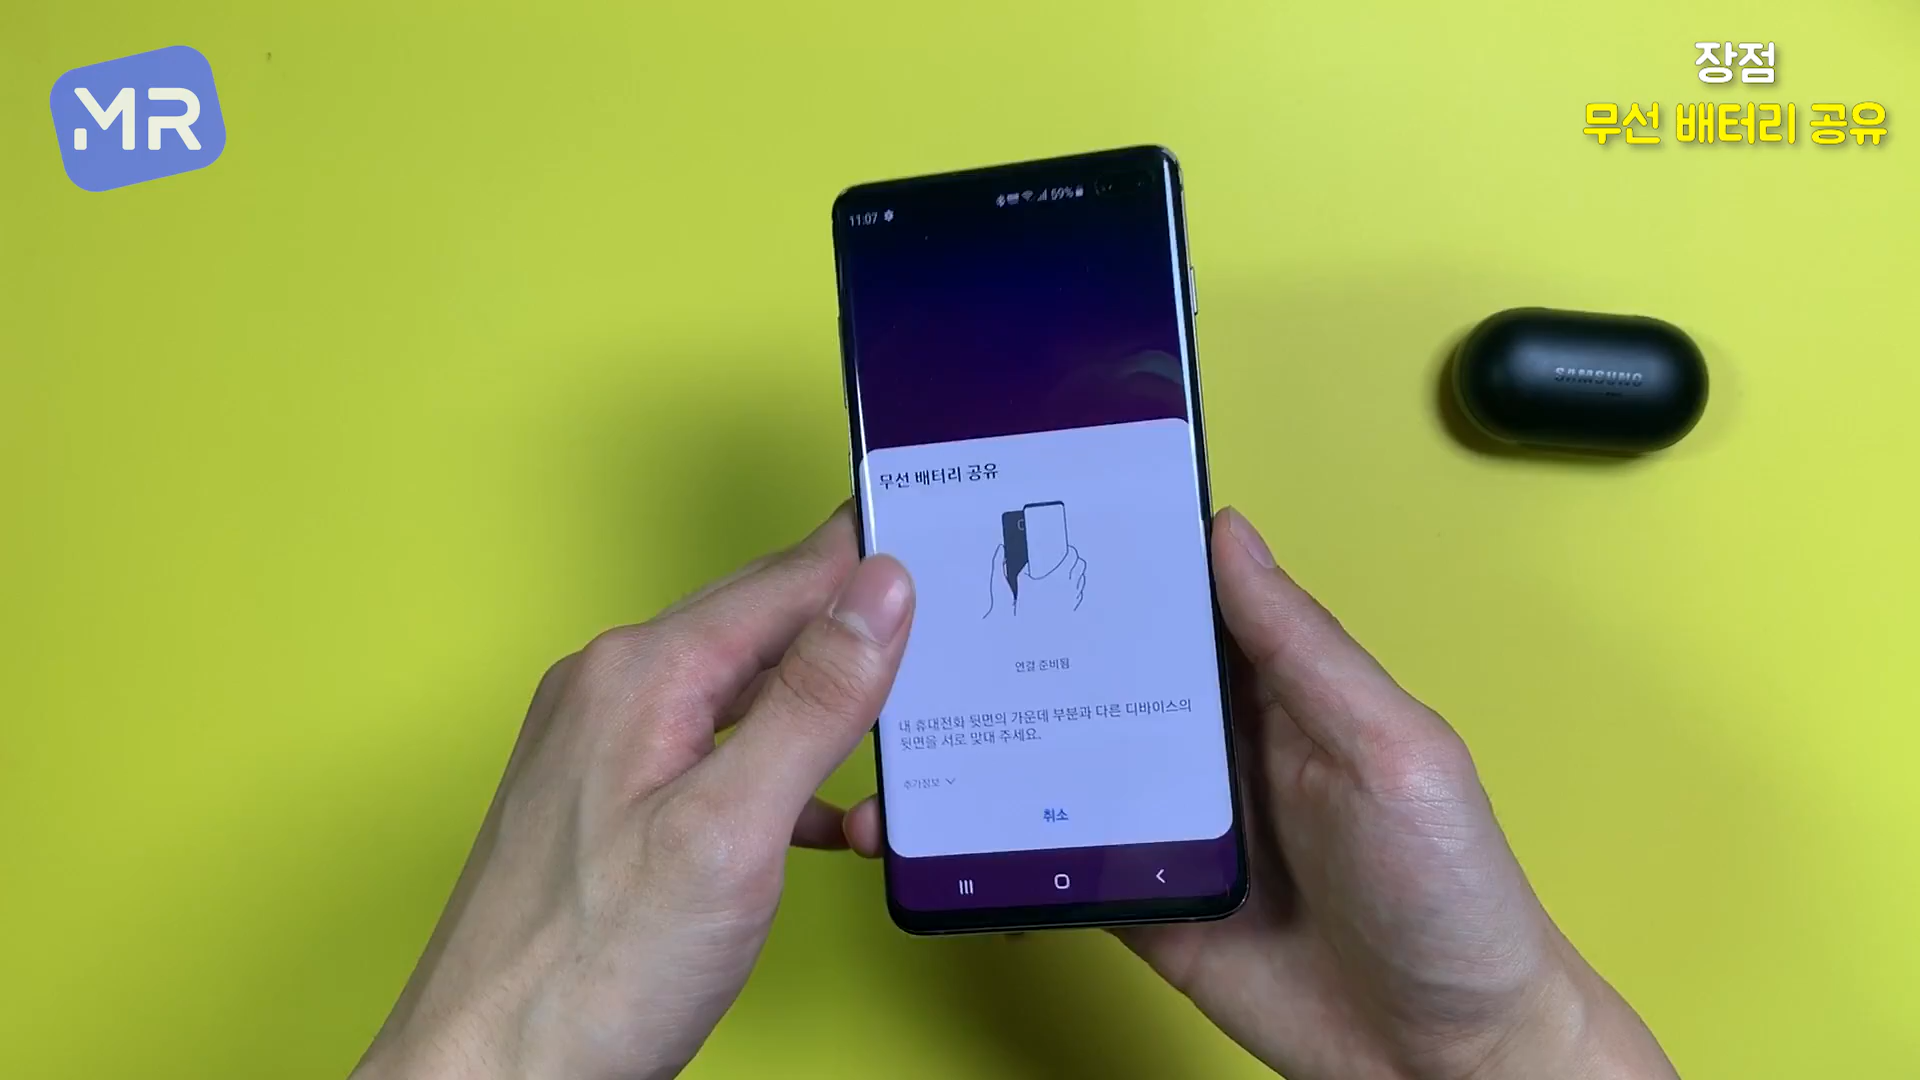 MR
장점
무선 배터리 공유
11:07
59%
SAMSUNG
무선 배터리 공유
연결 준비됨
내 휴대전화 뒷면의 가운데 부분과 다른 디바이스의
뒷면을 서로 맞대 주세요.
추가정보
취소